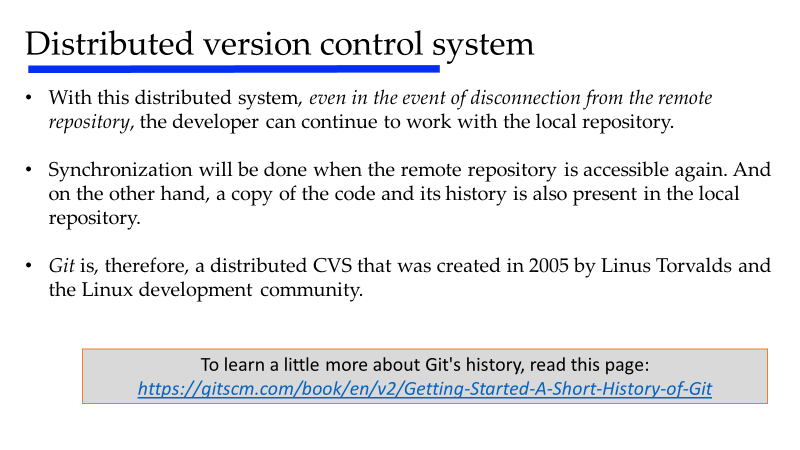 Distributed version control system
• With this distributed system, even in the event of disconnection from the remote
repository, the developer can continue to work with the local repository.
• Synchronization will be done when the remote repository is accessible again. And
on the other hand, a copy of the code and its history is also present in the local
repository.
• Git is, therefore, a distributed CVS that was created in 2005 by Linus Torvalds and
the Linux development community.
To learn a little more about Git's history, read this page:
https://gitscm.com/book/en/v2/Getting-Started-A-Short-History-of-Git